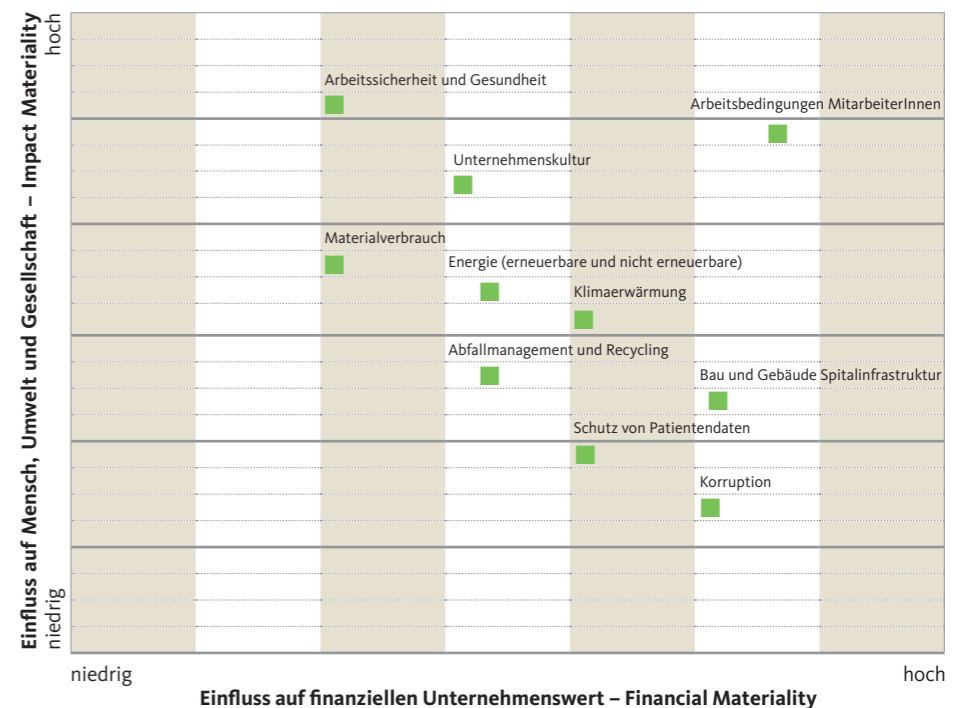 Einfluss auf Mensch, Umwelt und Gesellschaft – Impact Materiality
hoch
niedrig
Arbeitssicherheit und Gesundheit
Arbeitsbedingungen MitarbeiterInnen
Unternehmenskultur
Materialverbrauch
Energie (erneuerbare und nicht erneuerbare)
Klimaerwärmung
Abfallmanagement und Recycling
Bau und Gebäude Spitalinfrastruktur
Schutz von Patientendaten
Korruption
niedrig
hoch
Einfluss auf finanziellen Unternehmenswert – Financial Materiality